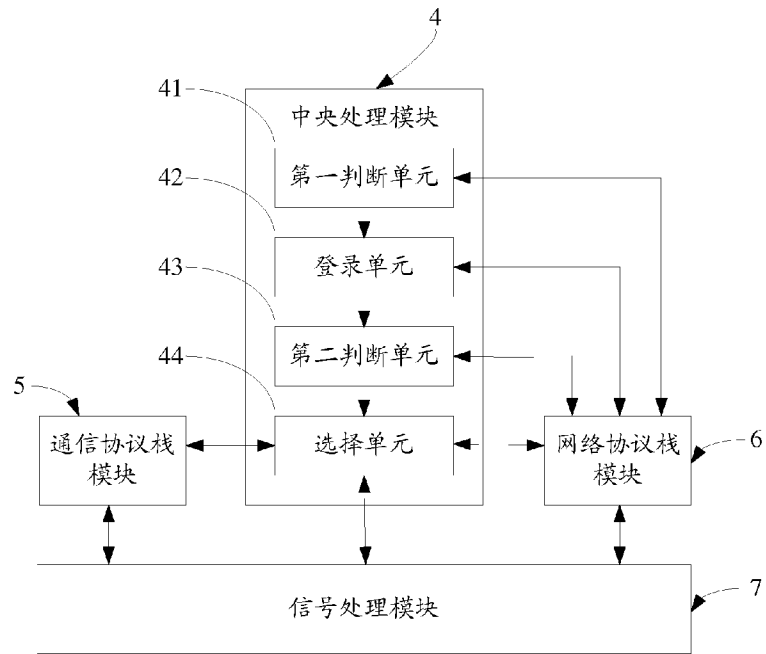 4
41
中央处理模块
第一判断单元
42
登录单元
43
第二判断单元
44
5
通信协议栈
模块
选择单元
网络协议栈
模块
6
信号处理模块
7